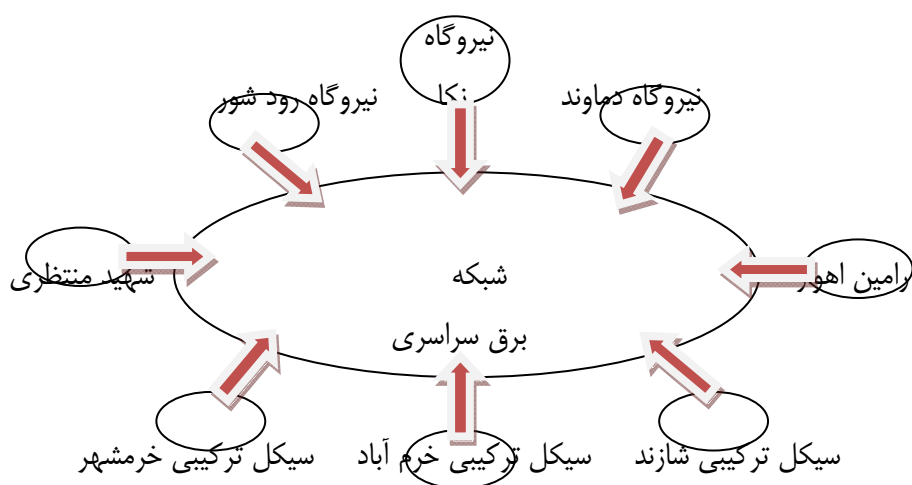 نیروگاه
نکا
نیروگاه دماوند
نیروگاه رود شور
رامین اهواز
شبکه
برق سراسری
شهید منتظری
سیکل ترکیبی شازند
سیکل ترکیبی خرم آباد
سیکل ترکیبی خرمشهر